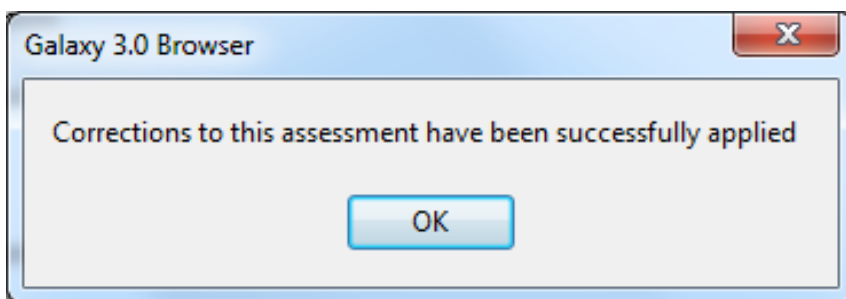 Galaxy 3.0 Browser
Corrections to this assessment have been successfully applied
OK